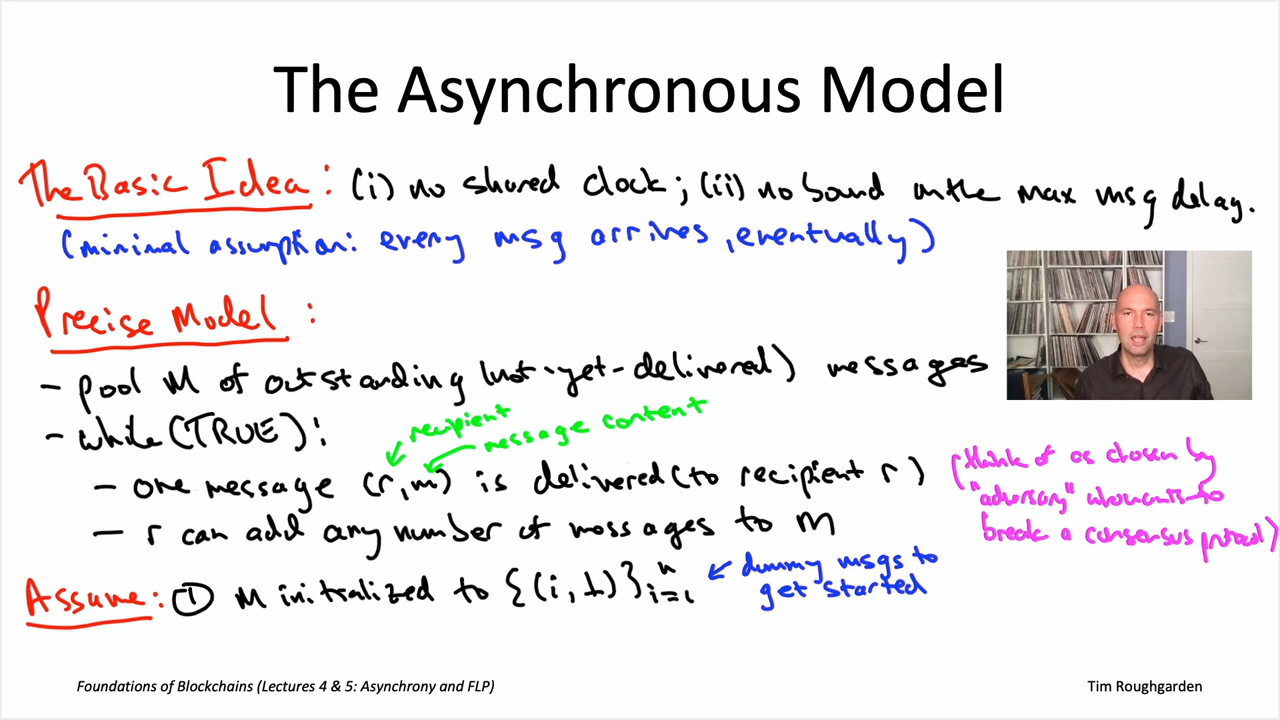 The Asynchronous Model
The Basic Idea: (i) no shared clock; (ii) no bound on the max msg delay.
(minimal assumption: every msg arrives, eventually)
Precise Model:
- pool M of outstanding (not-yet-delivered) messages
- while(TRUE):
recipient
message content
- one message (r,m) is delivered (to recipient r)
(think of as chosen by
"adversary" who wants to
break a consensus protocol)
- r can add any number of messages to M
Assume: ① M initialized to {(i,⊥)}ⁿᵢ₌₁
dummy msgs to
get started
Foundations of Blockchains (Lectures 4 & 5: Asynchrony and FLP)
Tim Roughgarden